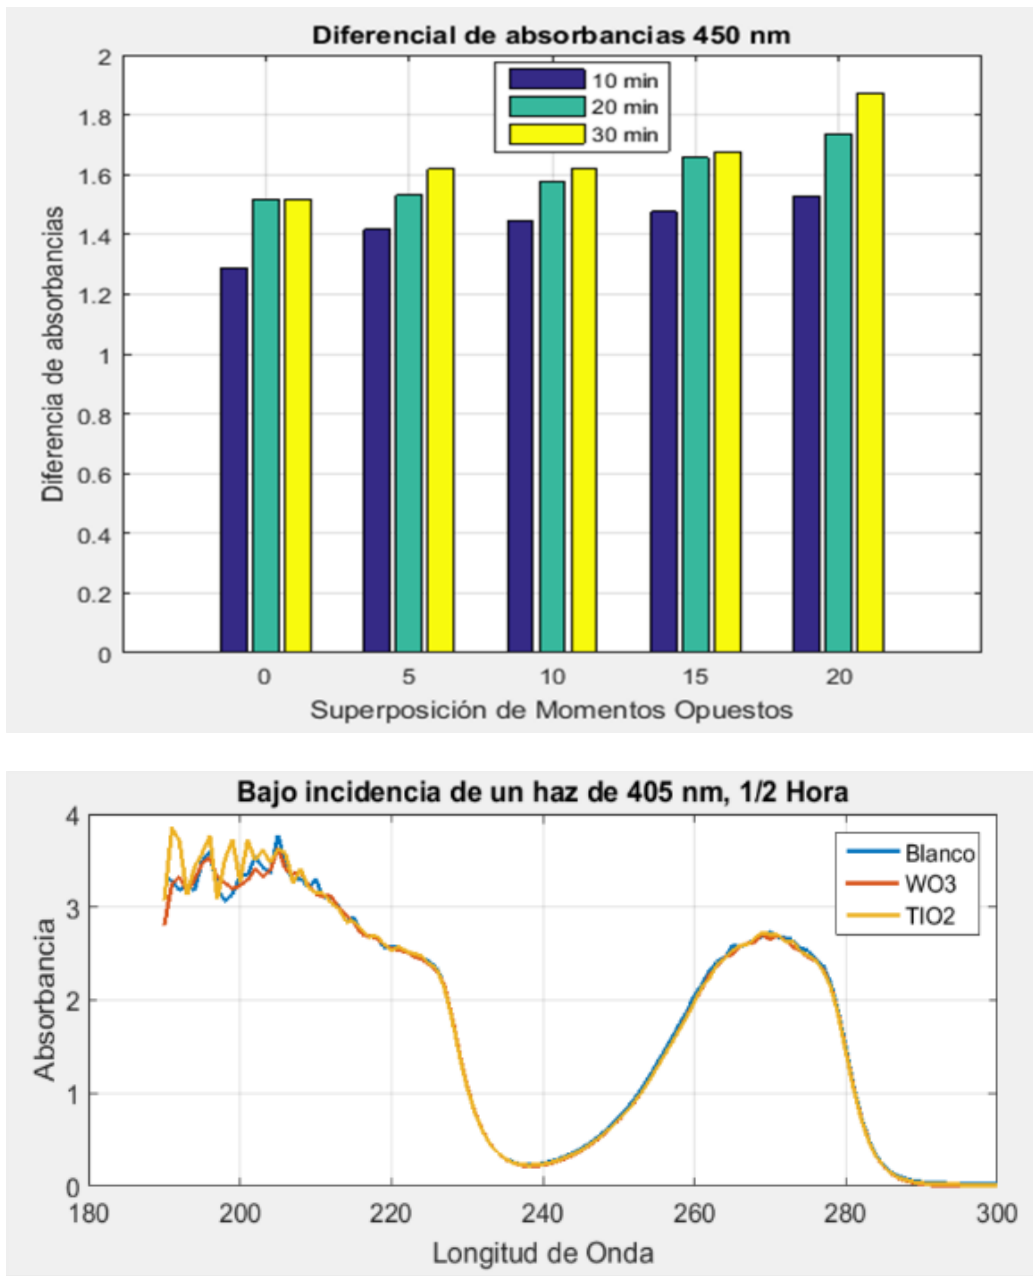 Diferencial de absorbancias 450 nm
10 min
20 min
30 min
2
1.8
1.6
1.4
1.2
1
0.8
0.6
0.4
0.2
0
Diferencia de absorbancias
0 5 10 15 20
Superposición de Momentos Opuestos
Bajo incidencia de un haz de 405 nm, 1/2 Hora
Blanco
WO3
TIO2
4
3
2
1
0
Absorbancia
180 200 220 240 260 280 300
Longitud de Onda